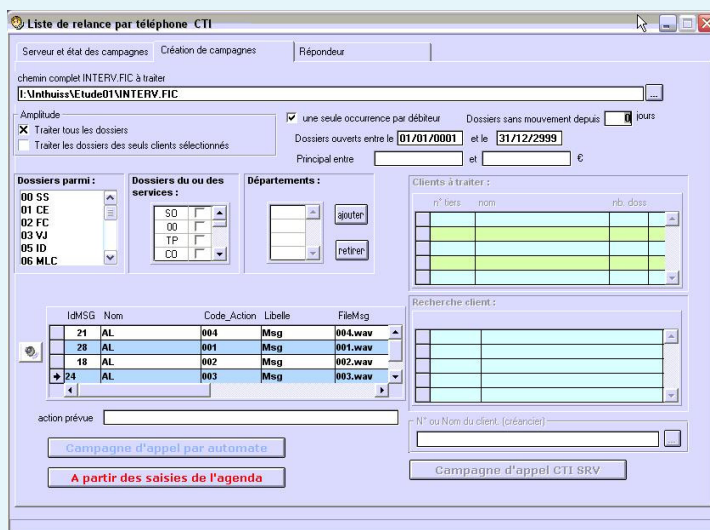 Liste de relance par téléphone CTI
Serveur et état des campagnes Création de campagnes Répondeur
chemin complet INTERV.FIC à traiter
I:\Inthuiss\Etude01\INTERV.FIC ...
Amplitude
Traiter tous les dossiers
Traiter les dossiers des seuls clients sélectionnés
une seule occurrence par débiteur Dossiers sans mouvement depuis 0 jours
Dossiers ouverts entre le 01/01/0001 et le 31/12/2999
Principal entre et €
Dossiers parmi :
00 SS
01 CE
02 FC
03 VJ
05 ID
06 MLC
Dossiers du ou des services :
SO
00
TP
CO
Départements :
ajouter
retirer
Clients à traiter :
n° tiers nom nb. doss
IdMSG Nom Code_Action Libelle FileMsg
21 AL 004 Msg 004.wav
28 AL 001 Msg 001.wav
18 AL 002 Msg 002.wav
24 AL 003 Msg 003.wav
Recherche client :
action prévue
N° ou Nom du client. (créancier)
...
Campagne d'appel par automate
A partir des saisies de l'agenda
Campagne d'appel CTI SRV